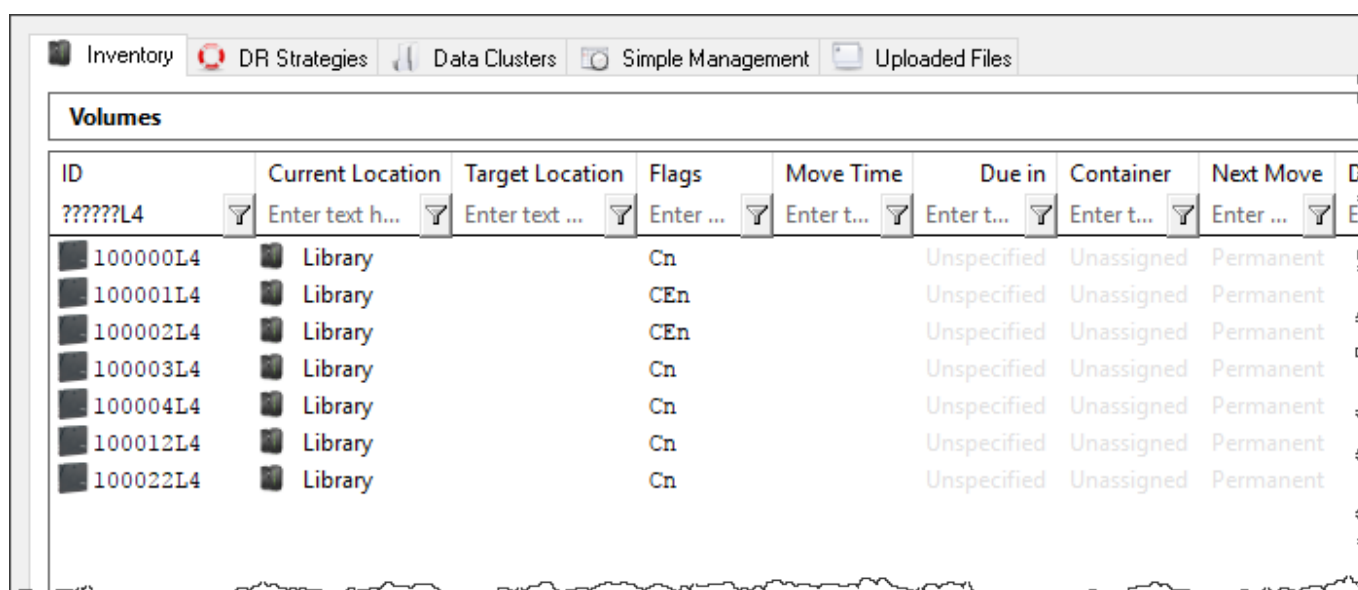 Inventory DR Strategies Data Clusters Simple Management Uploaded Files
Volumes
ID Current Location Target Location Flags Move Time Due in Container Next Move
??????L4 Enter text h... Enter text ... Enter ... Enter t... Enter t... Enter t... Enter ...
100000L4 Library Cn Unspecified Unassigned Permanent
100001L4 Library CEn Unspecified Unassigned Permanent
100002L4 Library CEn Unspecified Unassigned Permanent
100003L4 Library Cn Unspecified Unassigned Permanent
100004L4 Library Cn Unspecified Unassigned Permanent
100012L4 Library Cn Unspecified Unassigned Permanent
100022L4 Library Cn Unspecified Unassigned Permanent